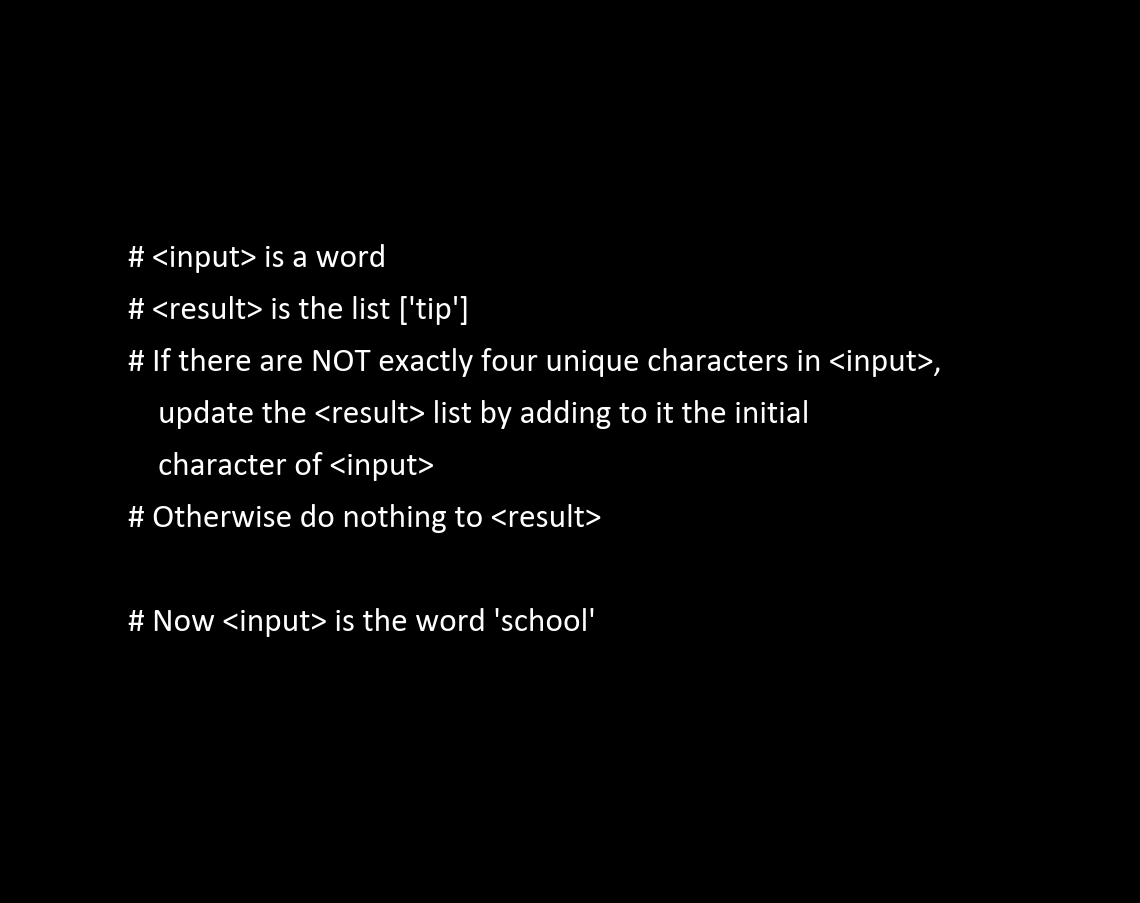 # <input> is a word
# <result> is the list ['tip']
# If there are NOT exactly four unique characters in <input>,
update the <result> list by adding to it the initial
character of <input>
# Otherwise do nothing to <result>
# Now <input> is the word 'school'